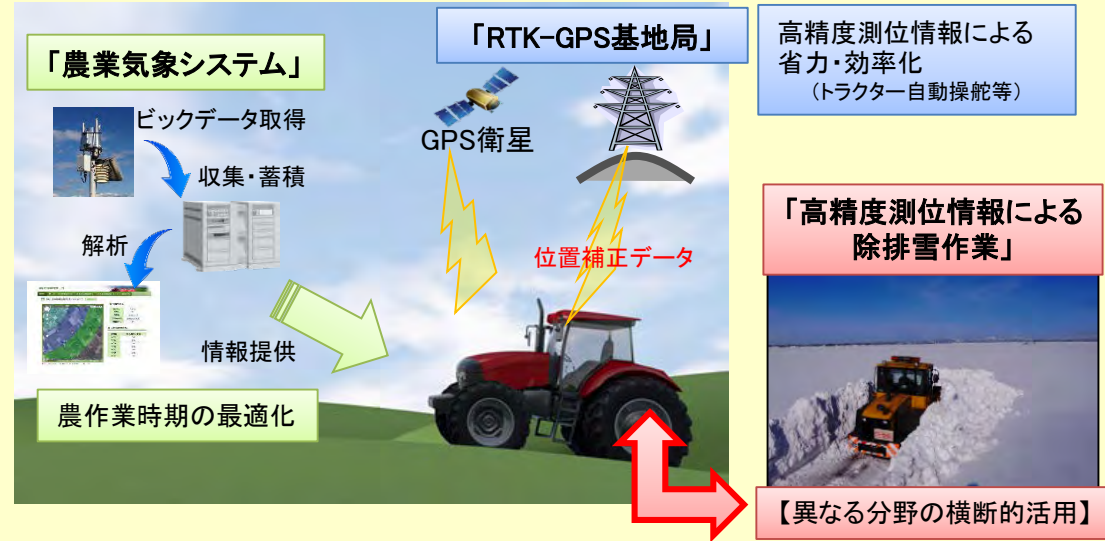 「農業気象システム」
ビックデータ取得
収集・蓄積
解析
情報提供
農作業時期の最適化
「RTK-GPS基地局」
GPS衛星
位置補正データ
高精度測位情報による
省力・効率化
（トラクター自動操舵等）
「高精度測位情報による
除排雪作業」
【異なる分野の横断的活用】